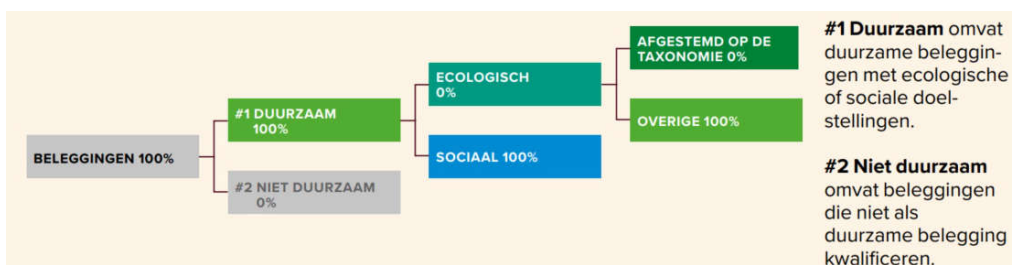 BELEGGINGEN 100%
#1 DUURZAAM
100%
#2 NIET DUURZAAM
0%
ECOLOGISCH
0%
SOCIAAL 100%
AFGESTEMD OP DE
TAXONOMIE 0%
OVERIGE 100%
#1 Duurzaam omvat
duurzame beleggin-
gen met ecologische
of sociale doel-
stellingen.
#2 Niet duurzaam
omvat beleggingen
die niet als
duurzame belegging
kwalificeren.